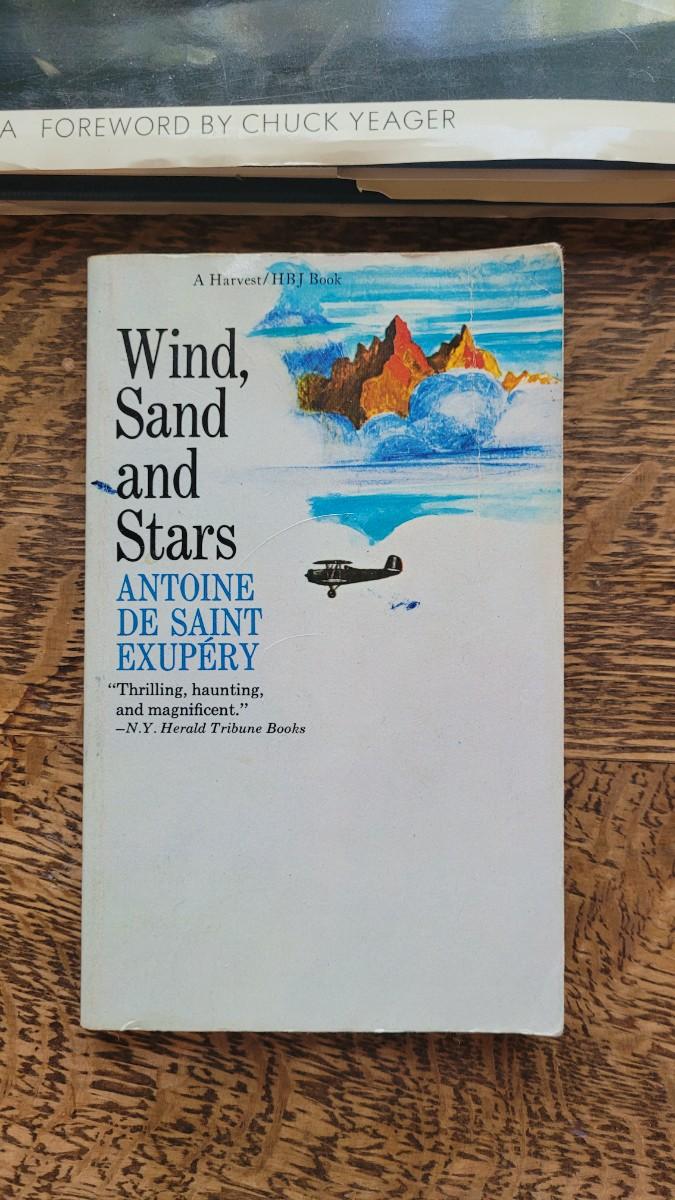 A FOREWORD BY CHUCK YEAGER
A Harvest/HBJ Book
Wind,
Sand
and
Stars
ANTOINE
DE SAINT
EXUPÉRY
“Thrilling, haunting,
and magnificent.”
—N.Y. Herald Tribune Books